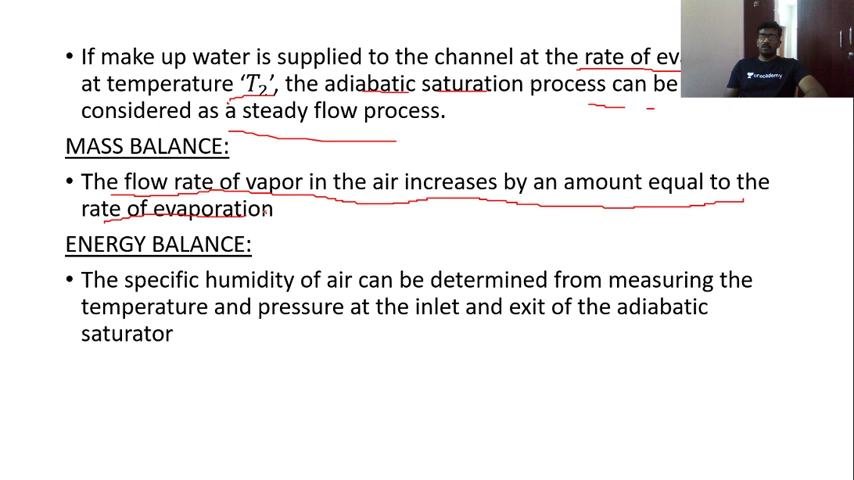 • If make up water is supplied to the channel at the rate of
at temperature ‘T₂’, the adiabatic saturation process can be
considered as a steady flow process.
MASS BALANCE:
• The flow rate of vapor in the air increases by an amount equal to the
rate of evaporation
ENERGY BALANCE:
• The specific humidity of air can be determined from measuring the
temperature and pressure at the inlet and exit of the adiabatic
saturator